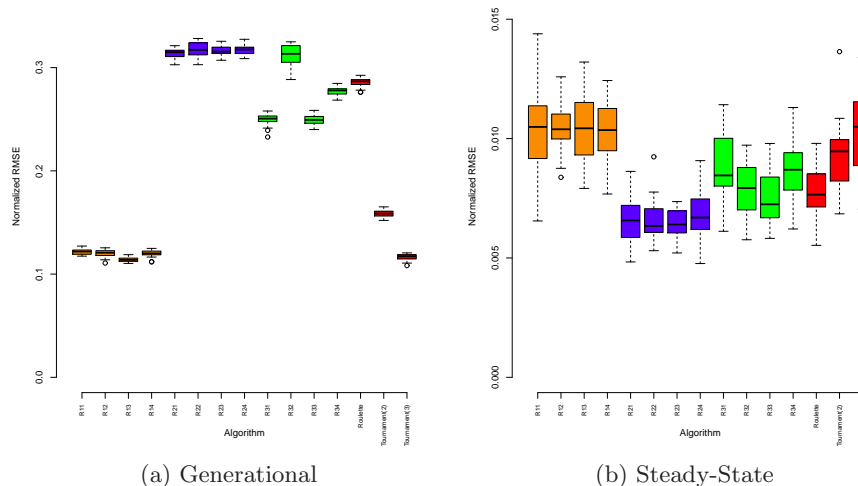 Normalized RMSE
0.3
0.2
0.1
0.0
R11
R12
R13
R14
R21
R22
R23
R24
R31
R32
R33
R34
Roulette
Tournament(2)
Tournament(3)
Algorithm
(a) Generational
Normalized RMSE
0.015
0.010
0.005
0.000
R11
R12
R13
R14
R21
R22
R23
R24
R31
R32
R33
R34
Roulette
Tournament(2)
Algorithm
(b) Steady-State